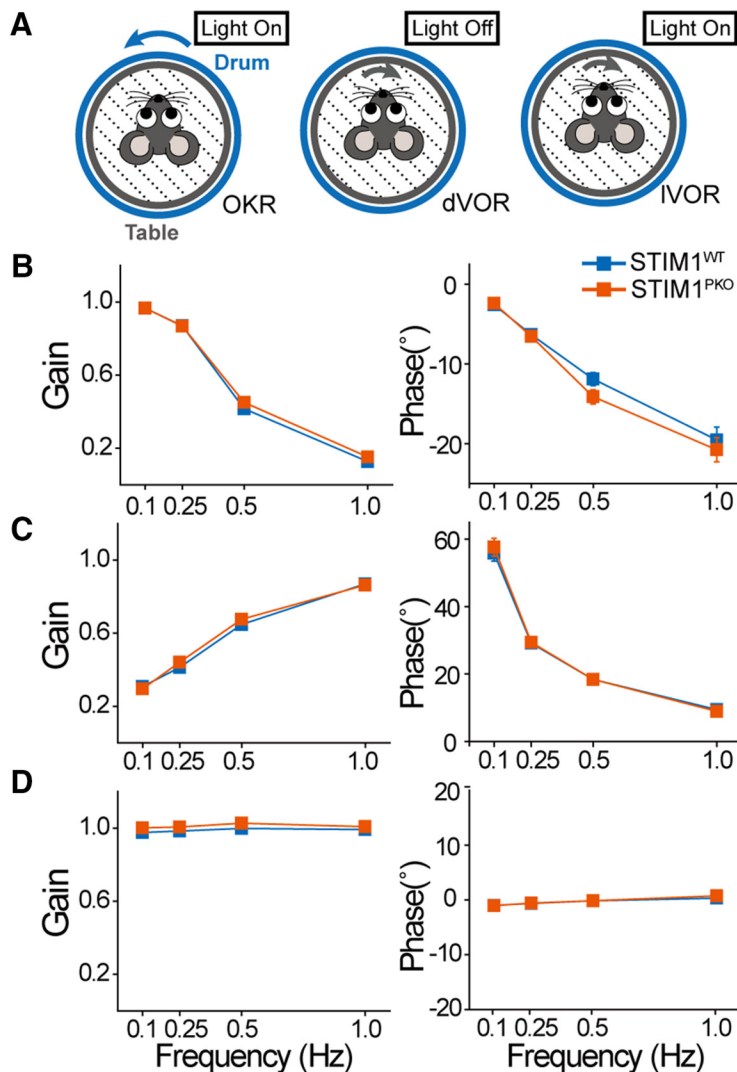 A
Light On
Light Off
Light On
Drum
OKR
dVOR
lVOR
Table
B
STIM1WT
STIM1PKO
Gain
1.0
0.6
0.2
0.1 0.25 0.5 1.0
Phase(°)
0
-10
-20
0.1 0.25 0.5 1.0
C
Gain
1.0
0.6
0.2
0.1 0.25 0.5 1.0
Phase(°)
60
40
20
0
0.1 0.25 0.5 1.0
D
Gain
1.0
0.6
0.2
0.1 0.25 0.5 1.0
Frequency (Hz)
Phase(°)
20
10
0
-10
-20
0.1 0.25 0.5 1.0
Frequency (Hz)